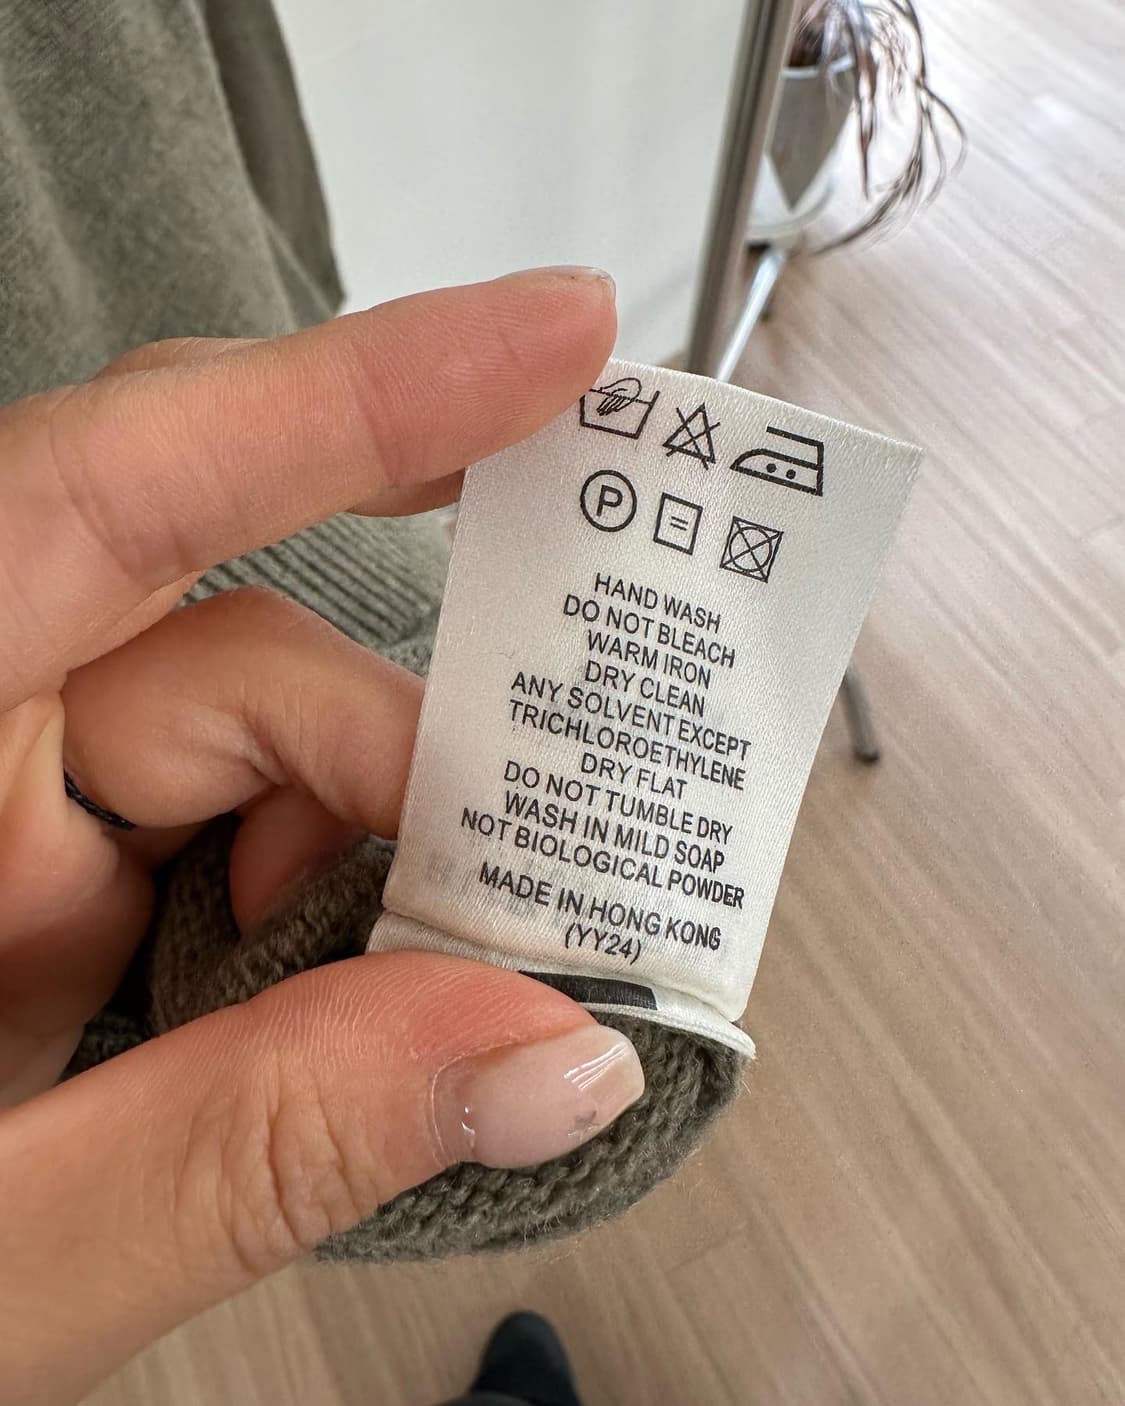 P
HAND WASH
DO NOT BLEACH
WARM IRON
DRY CLEAN
ANY SOLVENT EXCEPT
TRICHLOROETHYLENE
DRY FLAT
DO NOT TUMBLE DRY
WASH IN MILD SOAP
NOT BIOLOGICAL POWDER
MADE IN HONG KONG
(YY24)